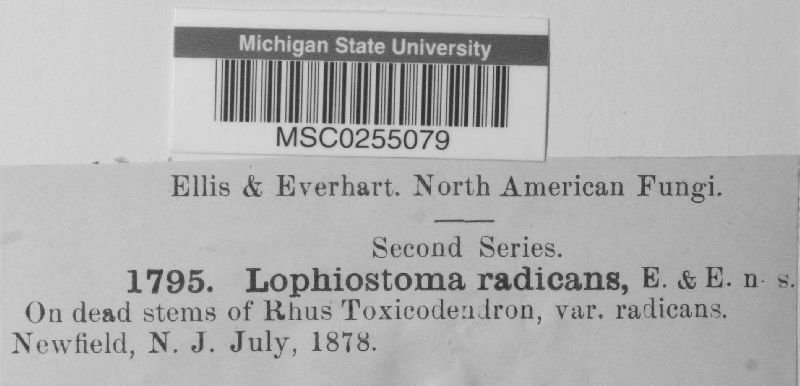 Michigan State University
MSC0255079
Ellis & Everhart. North American Fungi.
Second Series.
1795. Lophiostoma radicans, E. & E. n. s.
On dead stems of Rhus Toxicodendron, var. radicans.
Newfield, N. J. July, 1878.